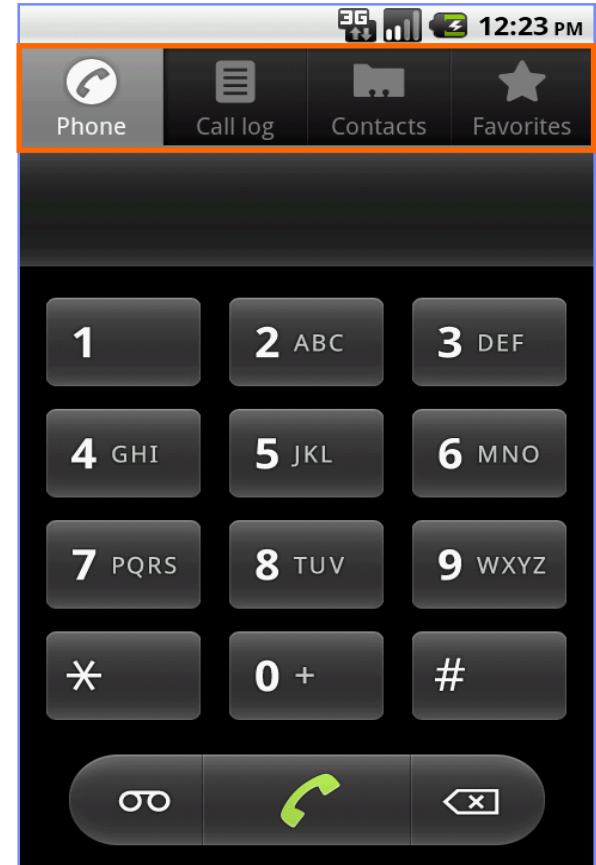 3G 12:23 PM
Phone Call log Contacts Favorites
1 2 ABC 3 DEF
4 GHI 5 JKL 6 MNO
7 PQRS 8 TUV 9 WXYZ
* 0 + #